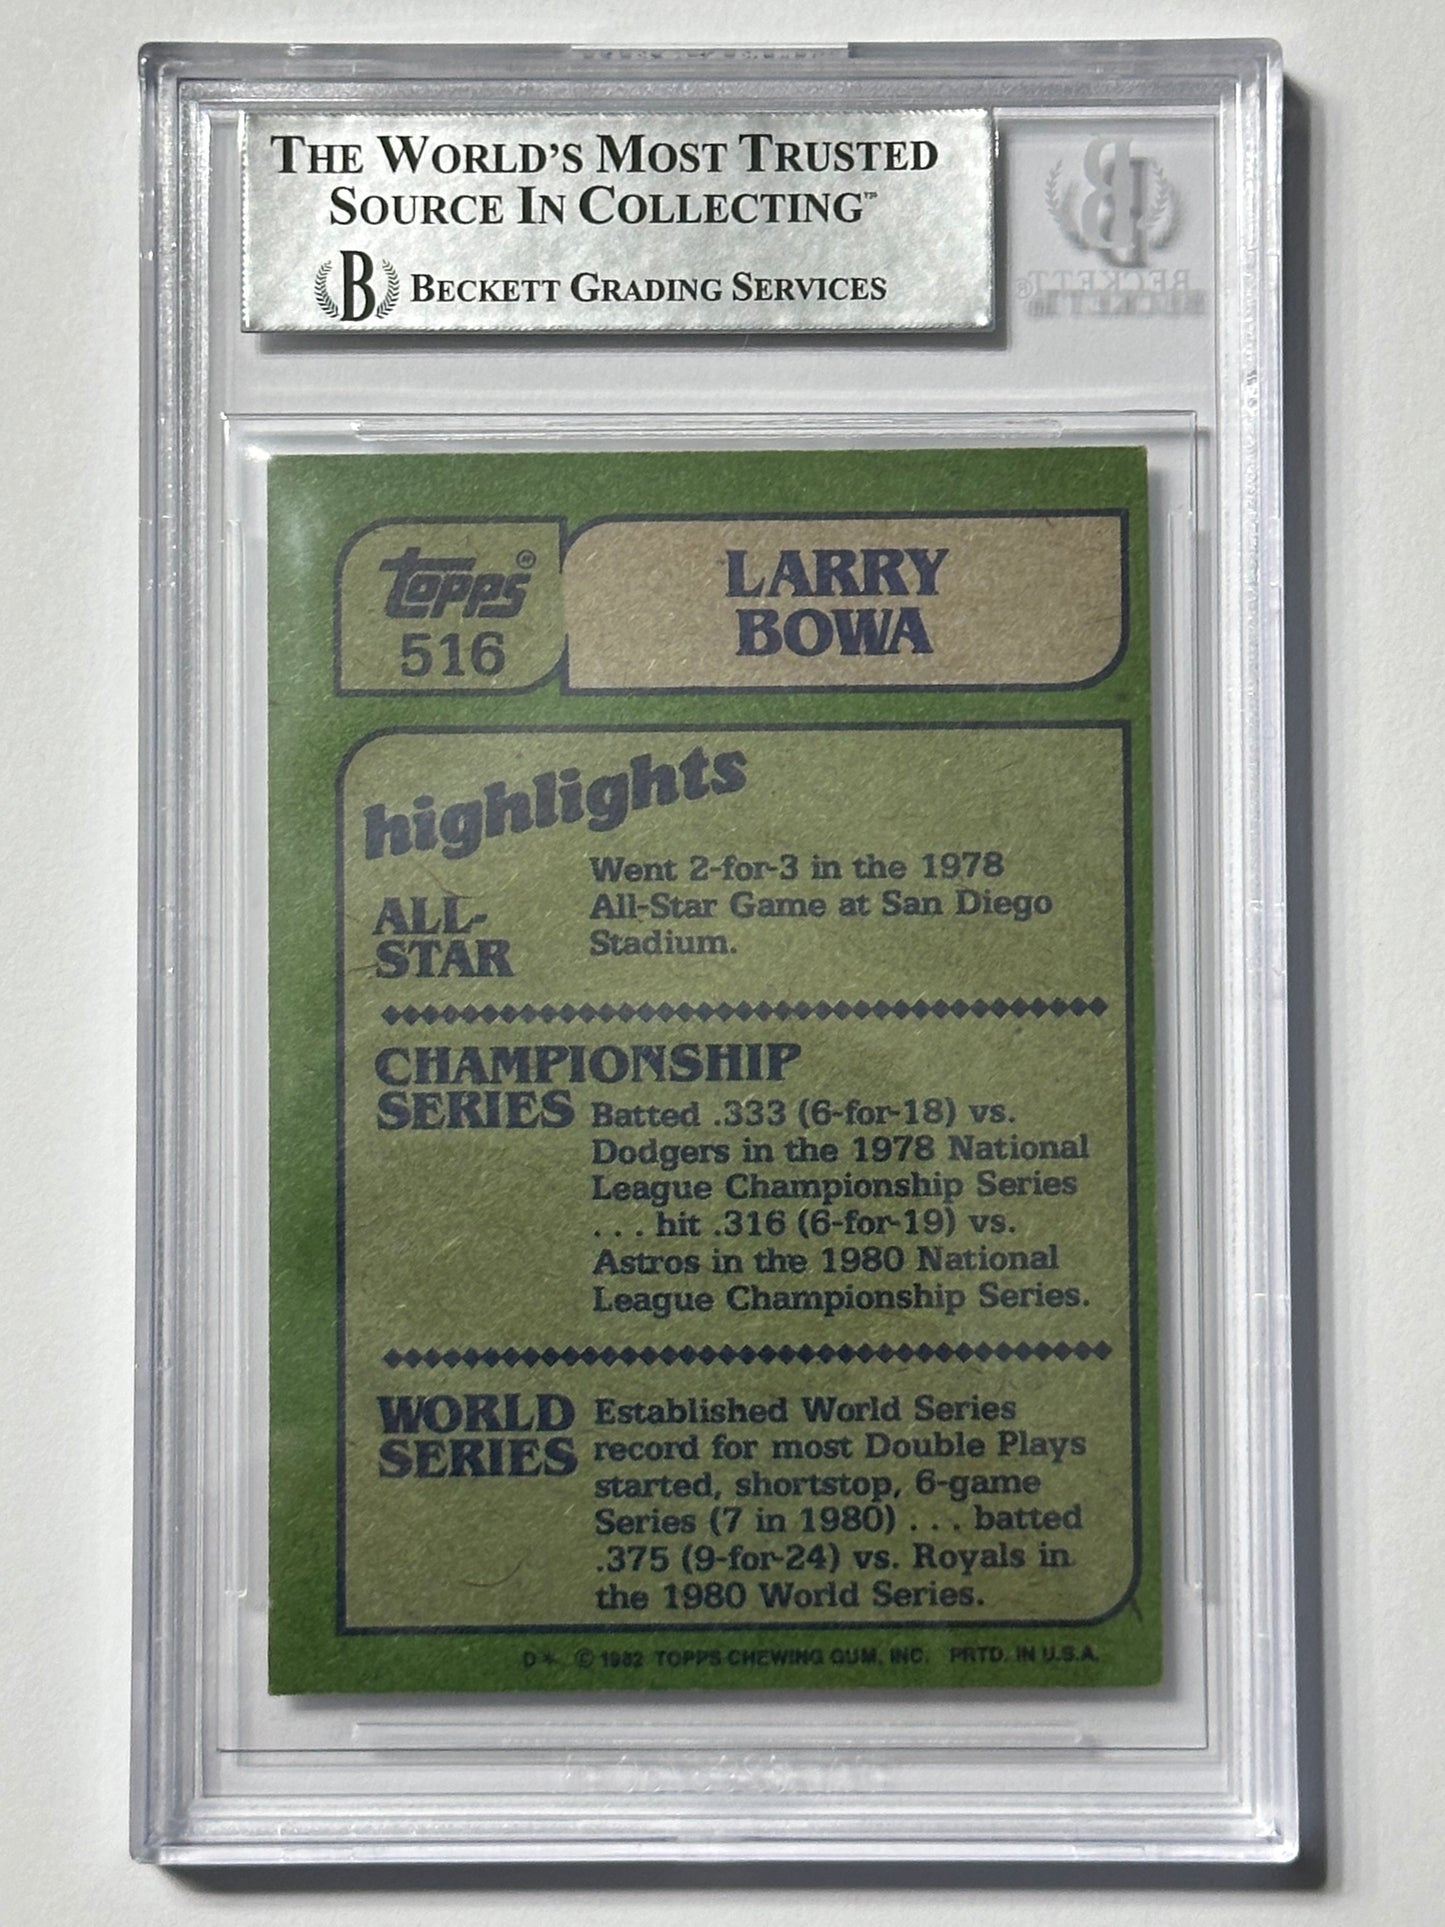 THE WORLD'S MOST TRUSTED
SOURCE IN COLLECTING™
B BECKETT GRADING SERVICES
B
BECKETT
topps®
516
LARRY
BOWA
highlights
ALL-
STAR
Went 2-for-3 in the 1978
All-Star Game at San Diego
Stadium.
CHAMPIONSHIP
SERIES
Batted .333 (6-for-18) vs.
Dodgers in the 1978 National
League Championship Series
. . . hit .316 (6-for-19) vs.
Astros in the 1980 National
League Championship Series.
WORLD
SERIES
Established World Series
record for most Double Plays
started, shortstop, 6-game
Series (7 in 1980) . . . batted
.375 (9-for-24) vs. Royals in
the 1980 World Series.
D* © 1982 TOPPS CHEWING GUM, INC. PRTD. IN U.S.A.